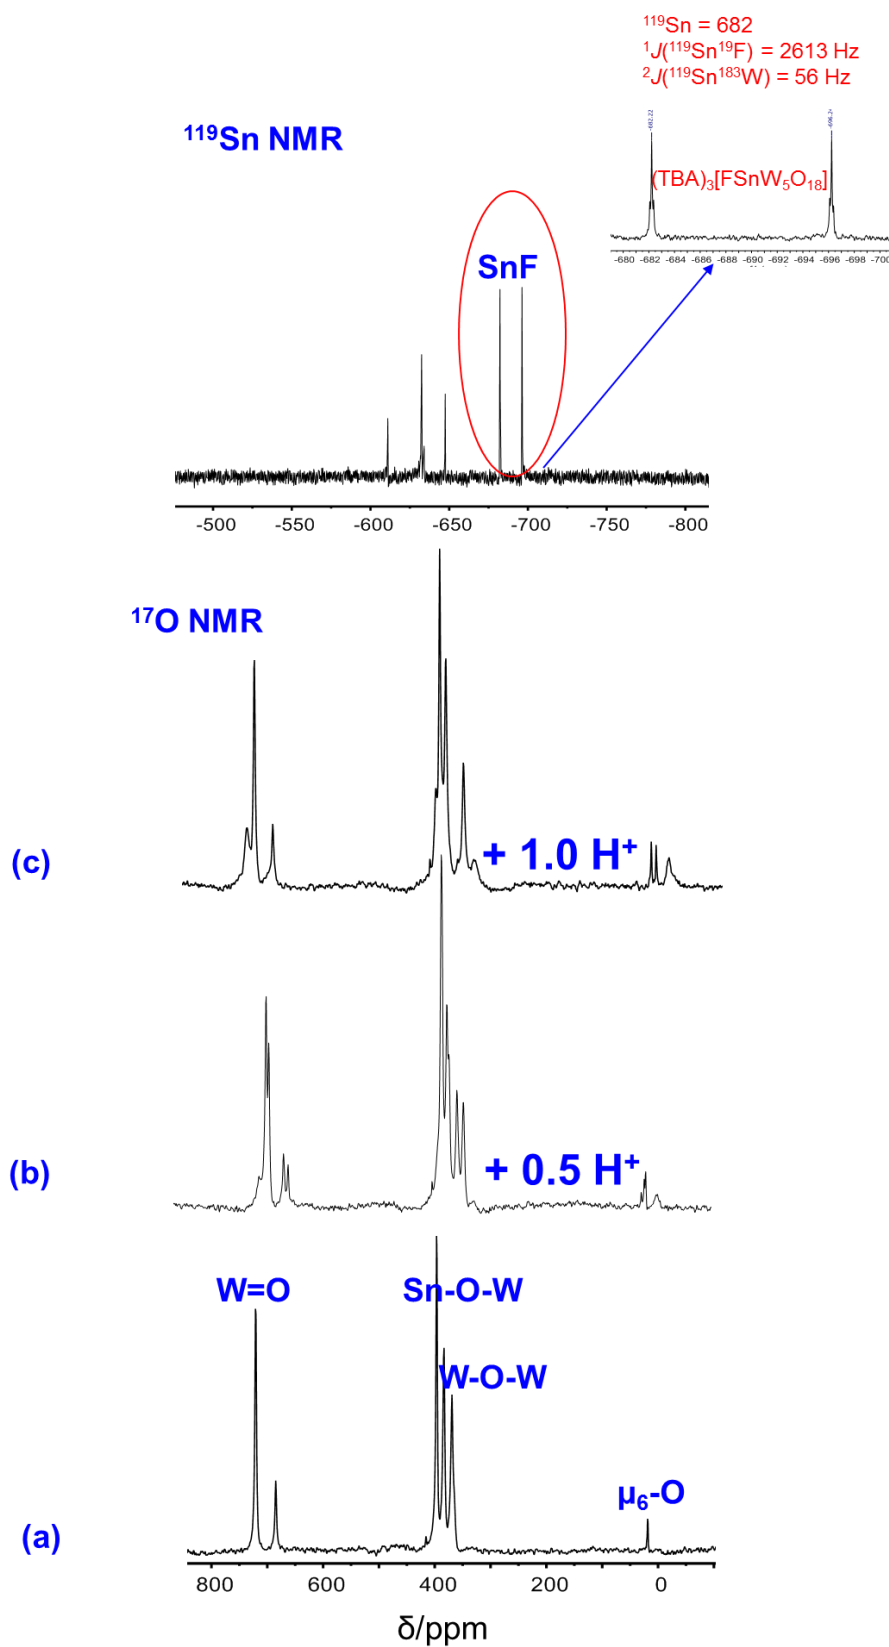 ¹¹⁹Sn = 682
¹J(¹¹⁹Sn¹⁹F) = 2613 Hz
²J(¹¹⁹Sn¹⁸³W) = 56 Hz
¹¹⁹Sn NMR
-682.22
(TBA)₃[FSnW₅O₁₈]
-680 -682 -684 -686 -688 -690 -692 -694 -696 -698 -700
SnF
-500 -550 -600 -650 -700 -750 -800
¹⁷O NMR
(c)
+ 1.0 H⁺
(b)
+ 0.5 H⁺
W=O
Sn-O-W
W-O-W
µ₆-O
(a)
800 600 400 200 0
δ/ppm